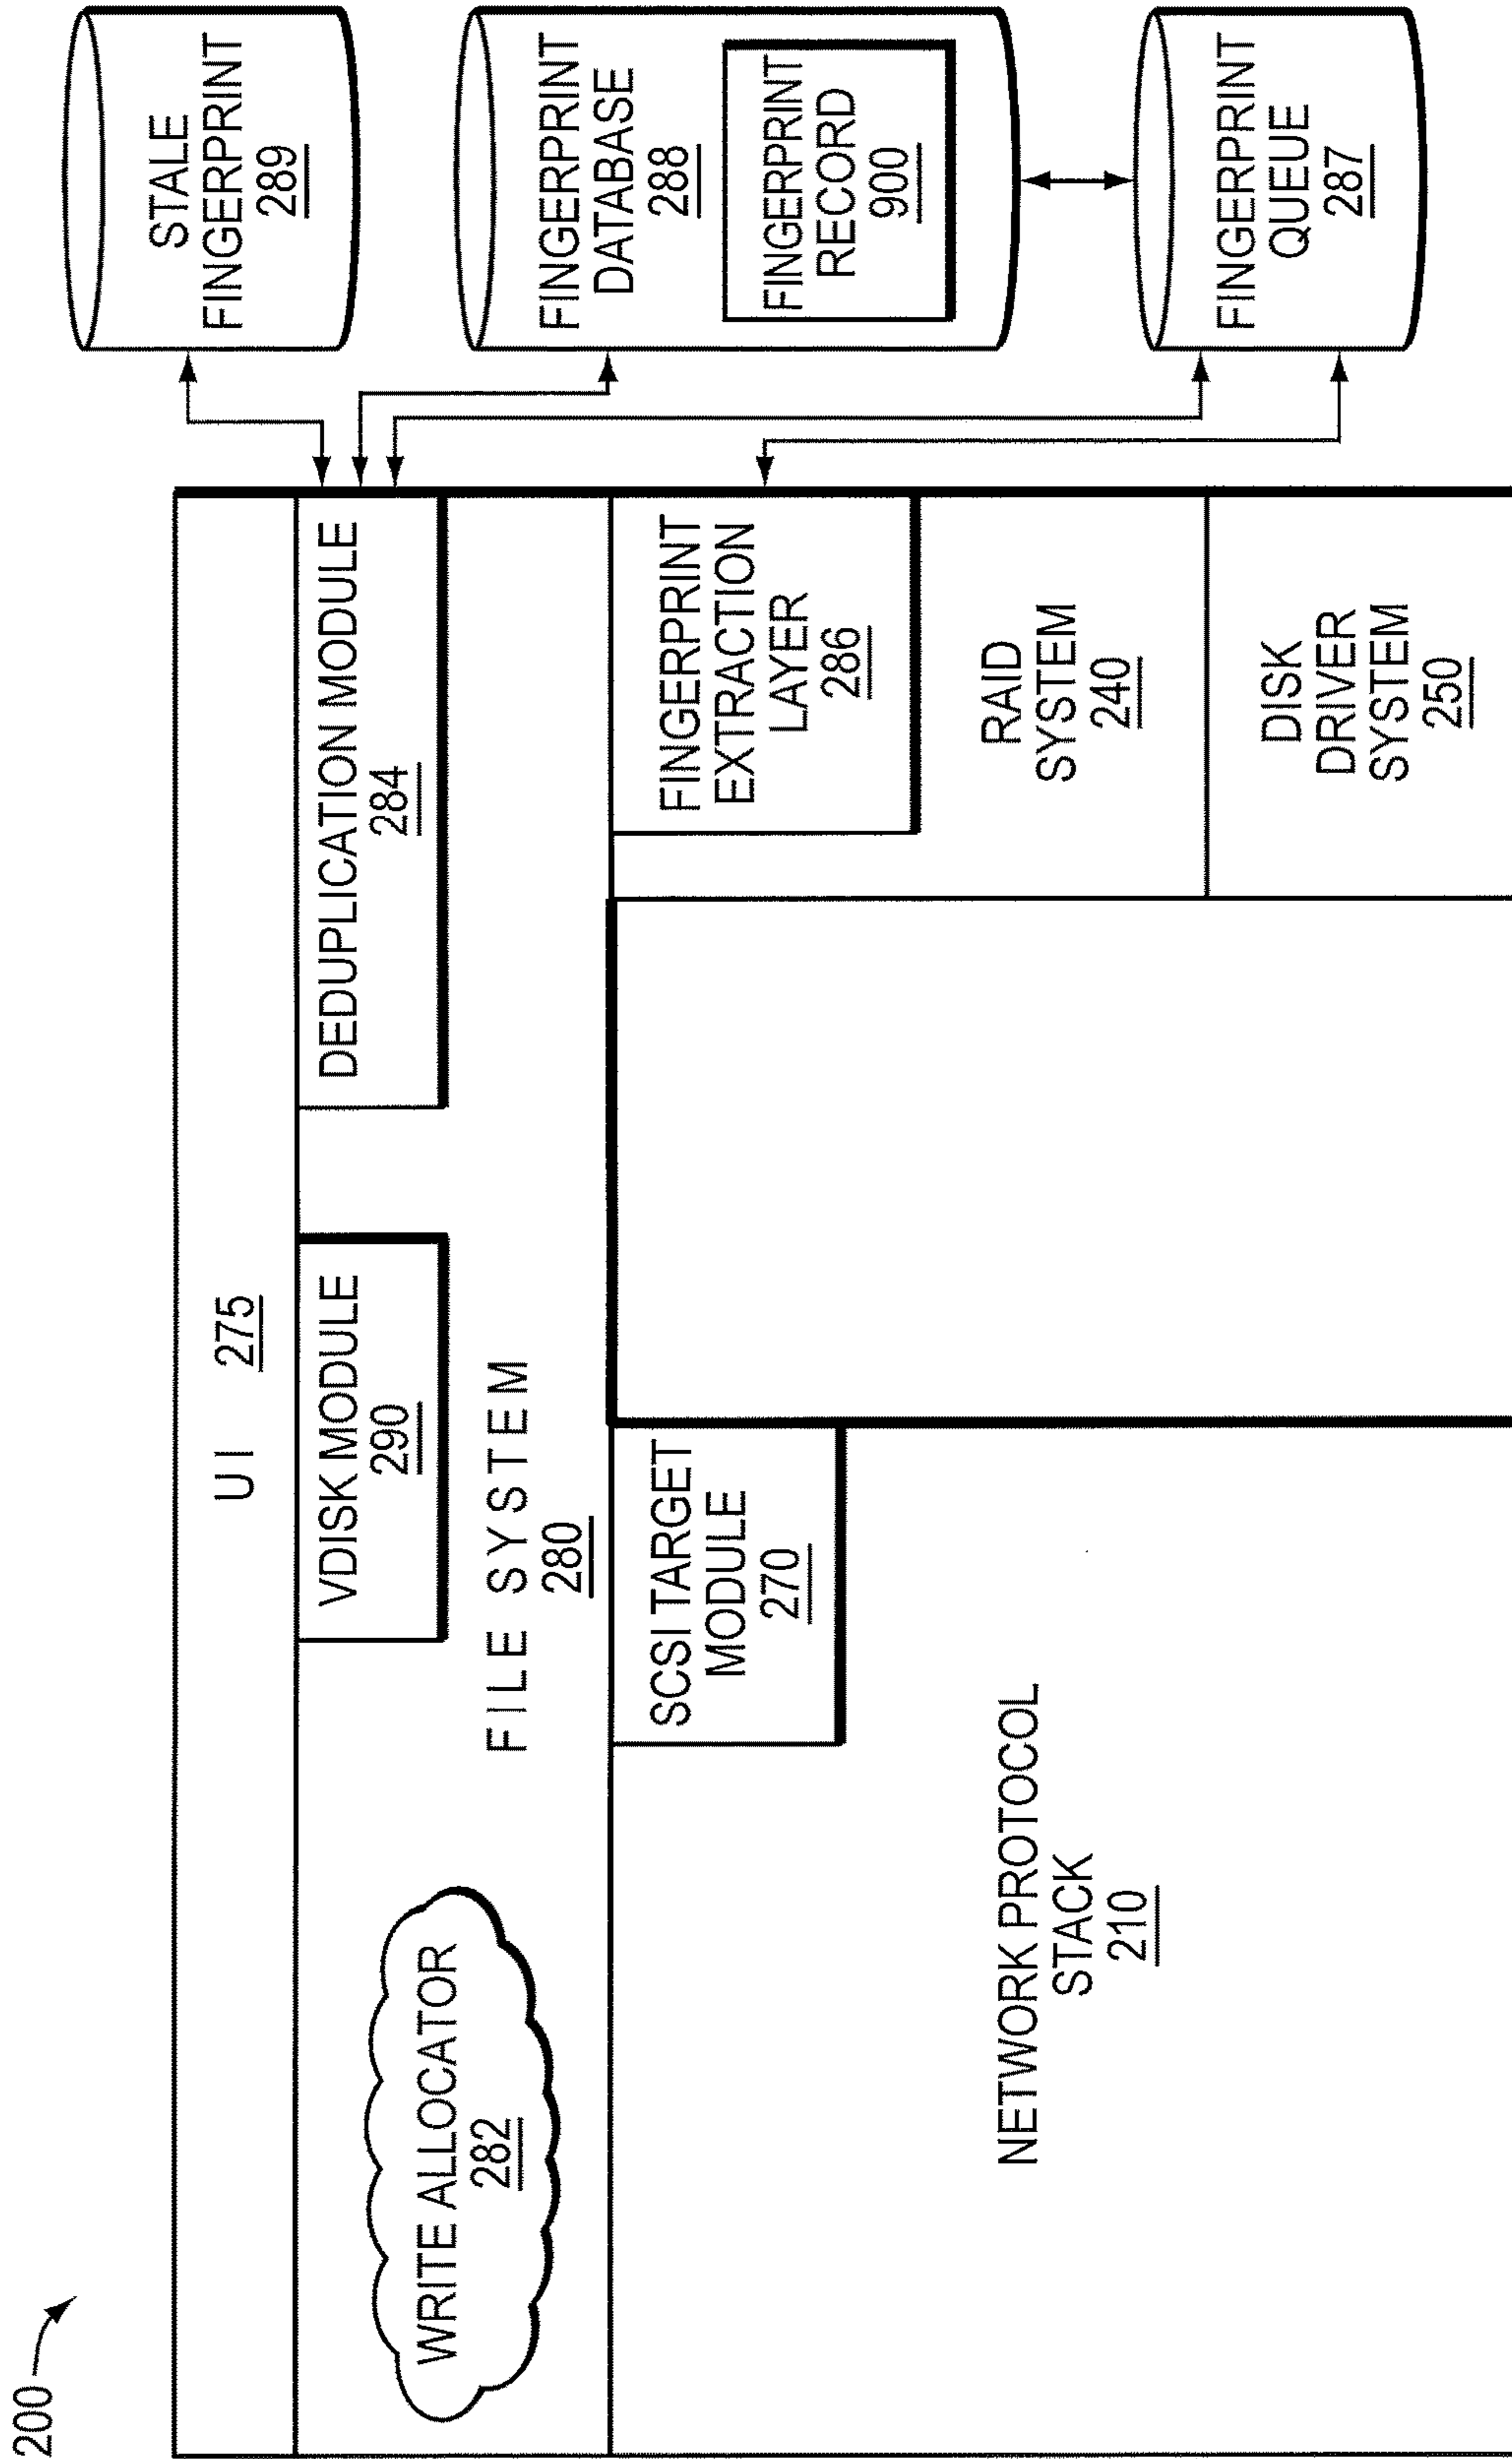 200
UI 275
WRITE ALLOCATOR
282
VDISK MODULE
290
DEDUPLICATION MODULE
284
FILE SYSTEM
280
SCSI TARGET
MODULE
270
NETWORK PROTOCOL
STACK
210
FINGERPRINT
EXTRACTION
LAYER
286
RAID
SYSTEM
240
DISK
DRIVER
SYSTEM
250
STALE
FINGERPRINT
289
FINGERPRINT
DATABASE
288
FINGERPRINT
RECORD
900
FINGERPRINT
QUEUE
287